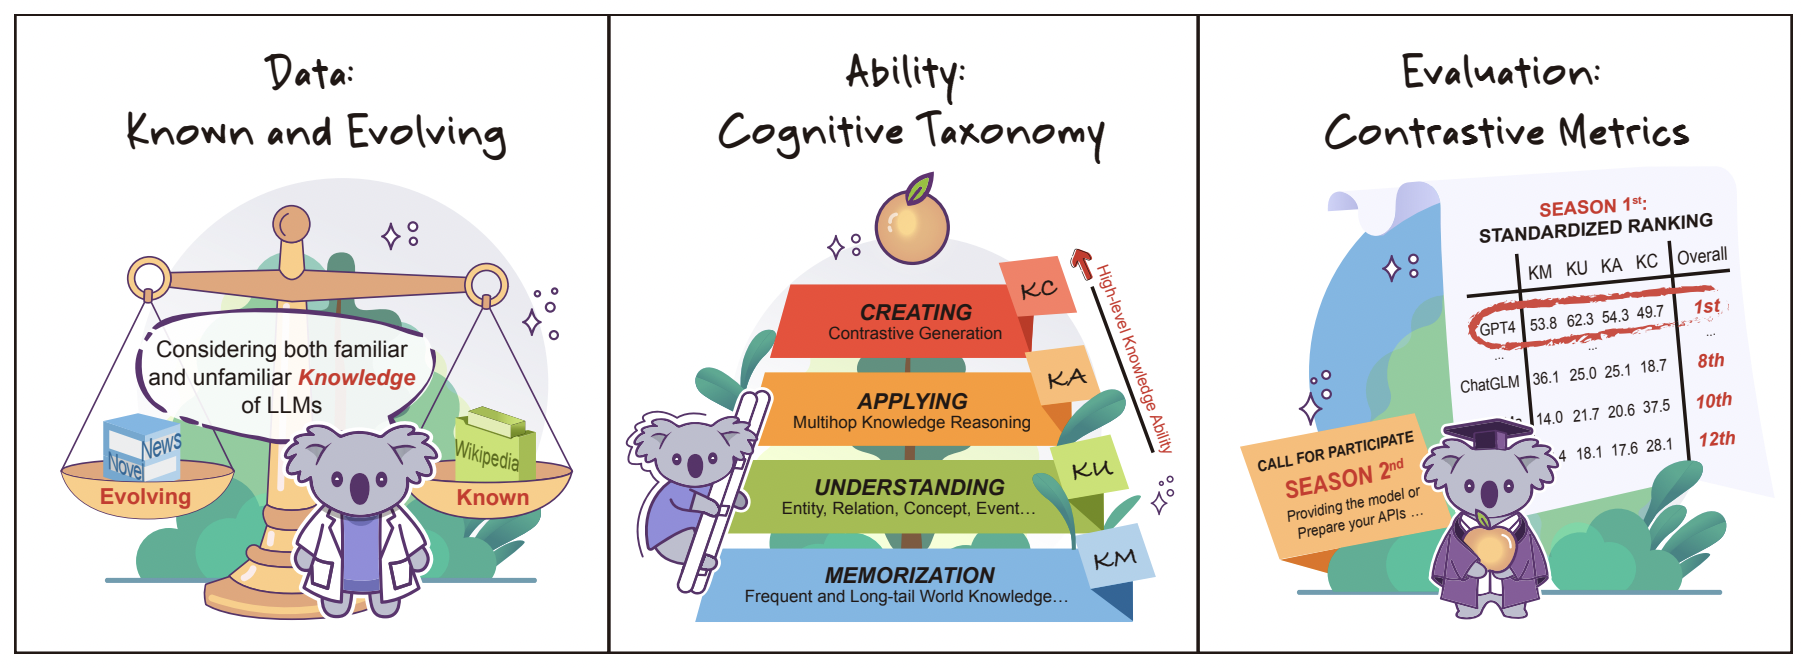 Data:
Known and Evolving
Considering both familiar
and unfamiliar Knowledge
of LLMs
News
Nove
Evolving
Wikipedia
Known
Ability:
Cognitive Taxonomy
CREATING
Contrastive Generation
KC
APPLYING
Multihop Knowledge Reasoning
KA
UNDERSTANDING
Entity, Relation, Concept, Event…
KU
MEMORIZATION
Frequent and Long-tail World Knowledge…
KM
High-level Knowledge Ability
Evaluation:
Contrastive Metrics
SEASON 1st:
STANDARDIZED RANKING
KM KU KA KC Overall
GPT4 53.8 62.3 54.3 49.7 1st
... ... ...
ChatGLM 36.1 25.0 25.1 18.7 8th
14.0 21.7 20.6 37.5 10th
4 18.1 17.6 28.1 12th
CALL FOR PARTICIPATE
SEASON 2nd
Providing the model or
Prepare your APIs ...